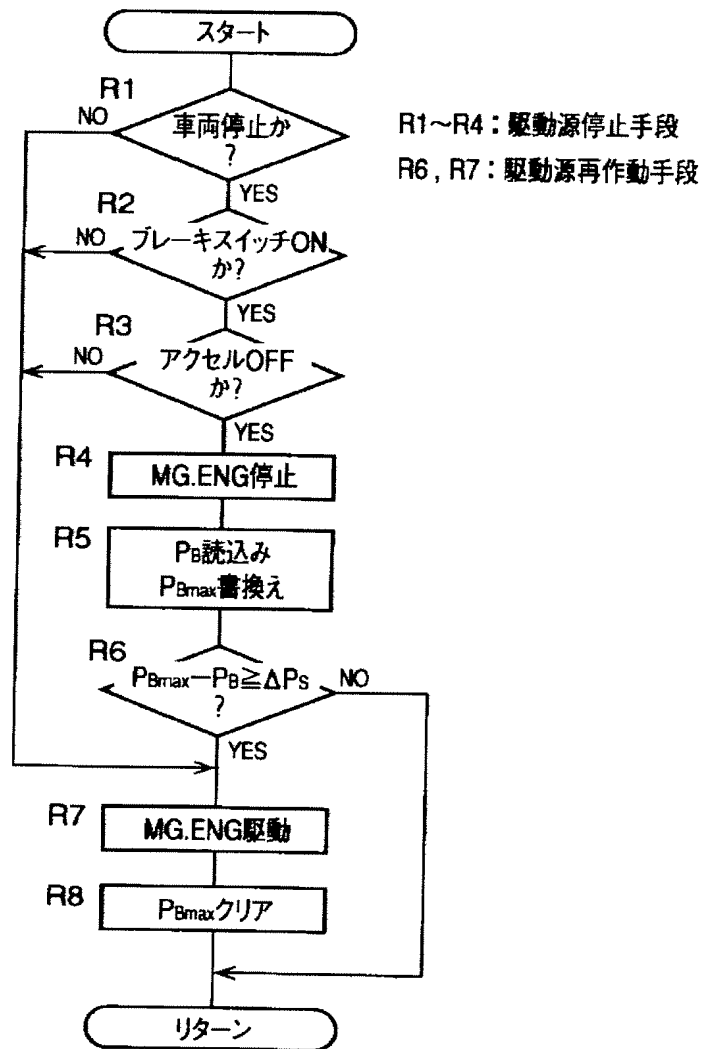 スタート
R1
NO
車両停止か
?
YES
R1~R4:駆動源停止手段
R6,R7:駆動源再作動手段
R2
NO
ブレーキスイッチON
か?
YES
R3
NO
アクセルOFF
か?
YES
R4
MG.ENG停止
R5
PB読込み
PBmax書換え
R6
PBmax-PB≧ΔPS
?
NO
YES
R7
MG.ENG駆動
R8
PBmaxクリア
リターン